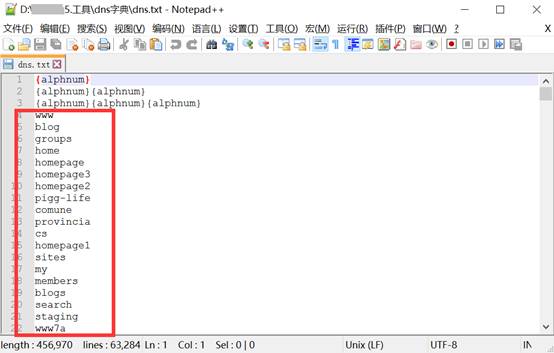 D:\ 5.工具\dns字典\dns.txt - Notepad++
文件(F) 编辑(E) 搜索(S) 视图(V) 编码(N) 语言(L) 设置(T) 工具(O) 宏(M) 运行(R) 插件(P) 窗口(W) ? X
dns.txt
1 {alphnum}
2 {alphnum}{alphnum}
3 {alphnum}{alphnum}{alphnum}
4 www
5 blog
6 groups
7 home
8 homepage
9 homepage3
10 homepage2
11 pigg-life
12 comune
13 provincia
14 cs
15 homepage1
16 sites
17 my
18 members
19 blogs
20 search
21 staging
22 www7a
length : 456,970 lines : 63,284 Ln : 1 Col : 1 Sel : 0 | 0 Unix (LF) UTF-8 IN